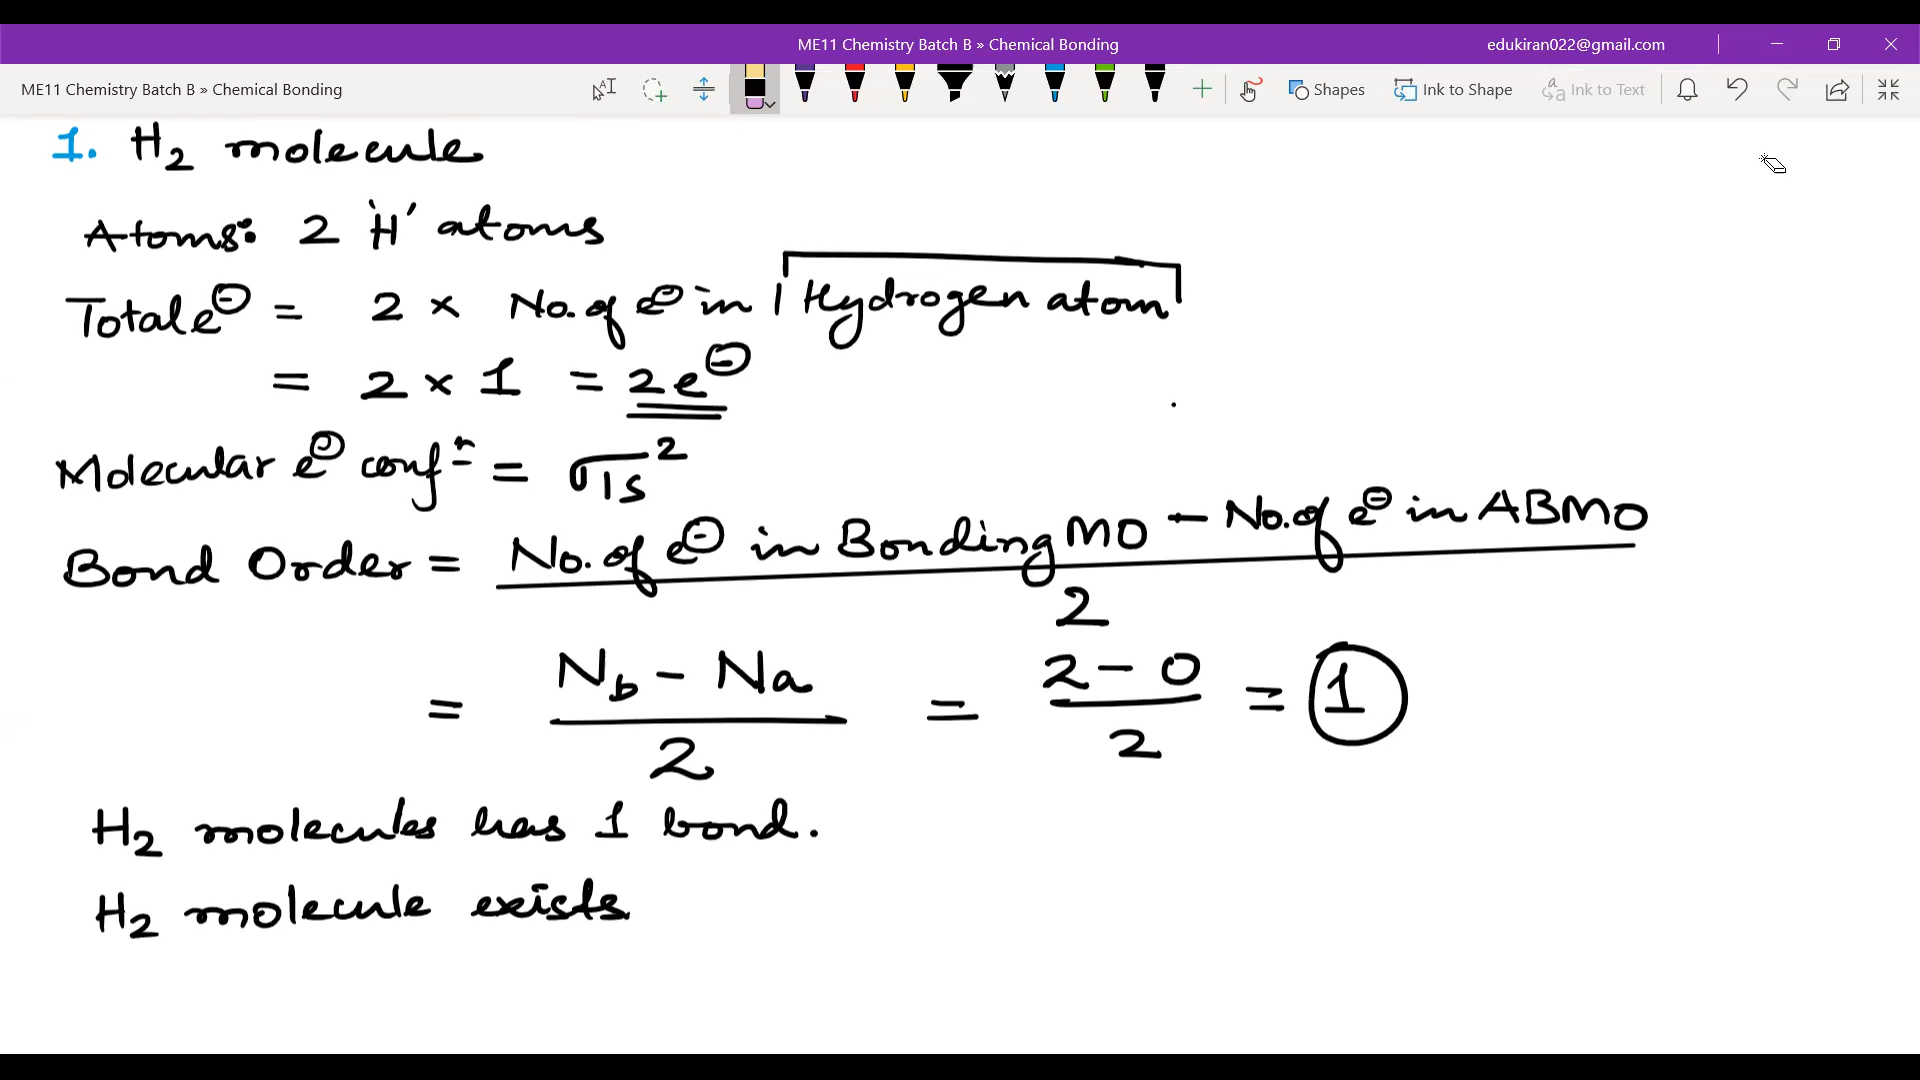 ME11 Chemistry Batch B » Chemical Bonding
edukiran022@gmail.com
ME11 Chemistry Batch B » Chemical Bonding
Shapes
Ink to Shape
Ink to Text
1. H₂ molecule
Atoms: 2 'H' atoms
Total e⊖ = 2 × No. of e⊖ in 1 Hydrogen atom
= 2 × 1 = 2e⊖
Molecular e⊖ confⁿ = σ1s²
Bond Order = No. of e⊖ in Bonding MO - No. of e⊖ in ABMO
2
= Nb - Na = 2 - 0 = 1
2 2
H₂ molecules has 1 bond.
H₂ molecule exists.